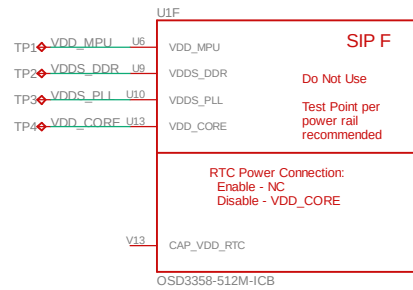 U1F
SIP F
TP1 VDD_MPU U6 VDD_MPU
TP2 VDDS_DDR U9 VDDS_DDR
Do Not Use
TP3 VDDS_PLL U10 VDDS_PLL
Test Point per
power rail
recommended
TP4 VDD_CORE U13 VDD_CORE
RTC Power Connection:
Enable - NC
Disable - VDD_CORE
V13 CAP_VDD_RTC
OSD3358-512M-ICB